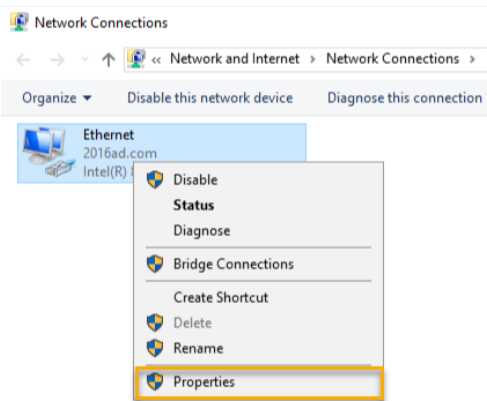 Network Connections
« Network and Internet > Network Connections >
Organize Disable this network device Diagnose this connection
Ethernet
2016ad.com
Intel(R)
Disable
Status
Diagnose
Bridge Connections
Create Shortcut
Delete
Rename
Properties